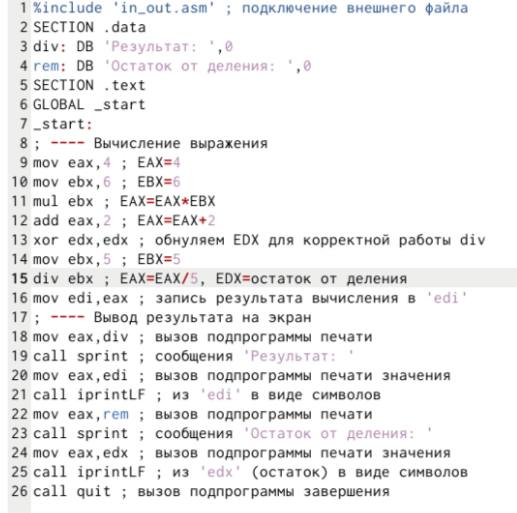 1 %include 'in_out.asm' ; подключение внешнего файла
2 SECTION .data
3 div: DB 'Результат: ',0
4 rem: DB 'Остаток от деления: ',0
5 SECTION .text
6 GLOBAL _start
7 _start:
8 ; ---- Вычисление выражения
9 mov eax,4 ; EAX=4
10 mov ebx,6 ; EBX=6
11 mul ebx ; EAX=EAX*EBX
12 add eax,2 ; EAX=EAX+2
13 xor edx,edx ; обнуляем EDX для корректной работы div
14 mov ebx,5 ; EBX=5
15 div ebx ; EAX=EAX/5, EDX=остаток от деления
16 mov edi,eax ; запись результата вычисления в 'edi'
17 ; ---- Вывод результата на экран
18 mov eax,div ; вызов подпрограммы печати
19 call sprint ; сообщения 'Результат: '
20 mov eax,edi ; вызов подпрограммы печати значения
21 call iprintLF ; из 'edi' в виде символов
22 mov eax,rem ; вызов подпрограммы печати
23 call sprint ; сообщения 'Остаток от деления: '
24 mov eax,edx ; вызов подпрограммы печати значения
25 call iprintLF ; из 'edx' (остаток) в виде символов
26 call quit ; вызов подпрограммы завершения